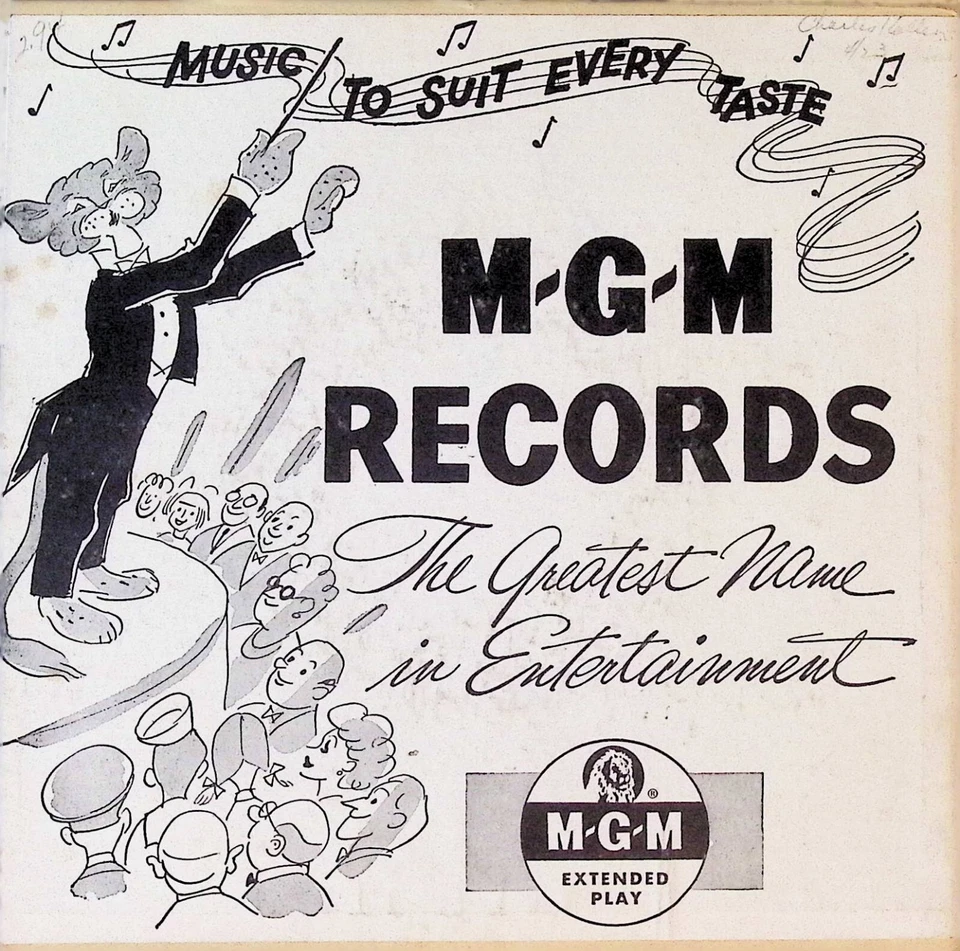 MUSIC TO SUIT EVERY TASTE
M-G-M
RECORDS
The Greatest Name
in Entertainment
®
M-G-M
EXTENDED
PLAY